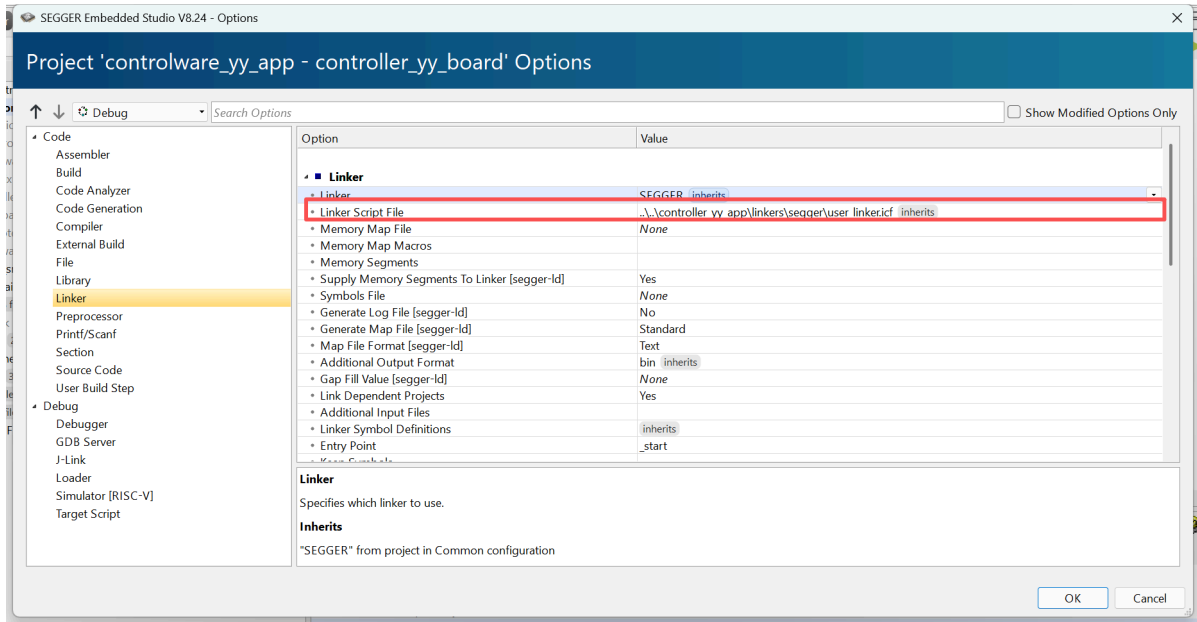 SEGGER Embedded Studio V8.24 - Options
Project 'controlware_yy_app - controller_yy_board' Options
Debug
Search Options
Show Modified Options Only
Code
Assembler
Build
Code Analyzer
Code Generation
Compiler
External Build
File
Library
Linker
Preprocessor
Printf/Scanf
Section
Source Code
User Build Step
Debug
Debugger
GDB Server
J-Link
Loader
Simulator [RISC-V]
Target Script
Option Value
Linker
Linker SEGGER inherits
Linker Script File ..\..\controller_yy_app\linkers\segger\user_linker.icf inherits
Memory Map File None
Memory Map Macros
Memory Segments
Supply Memory Segments To Linker [segger-ld] Yes
Symbols File None
Generate Log File [segger-ld] No
Generate Map File [segger-ld] Standard
Map File Format [segger-ld] Text
Additional Output Format bin inherits
Gap Fill Value [segger-ld] None
Link Dependent Projects Yes
Additional Input Files
Linker Symbol Definitions inherits
Entry Point _start
Keep Symbols
Linker
Specifies which linker to use.
Inherits
"SEGGER" from project in Common configuration
OK
Cancel